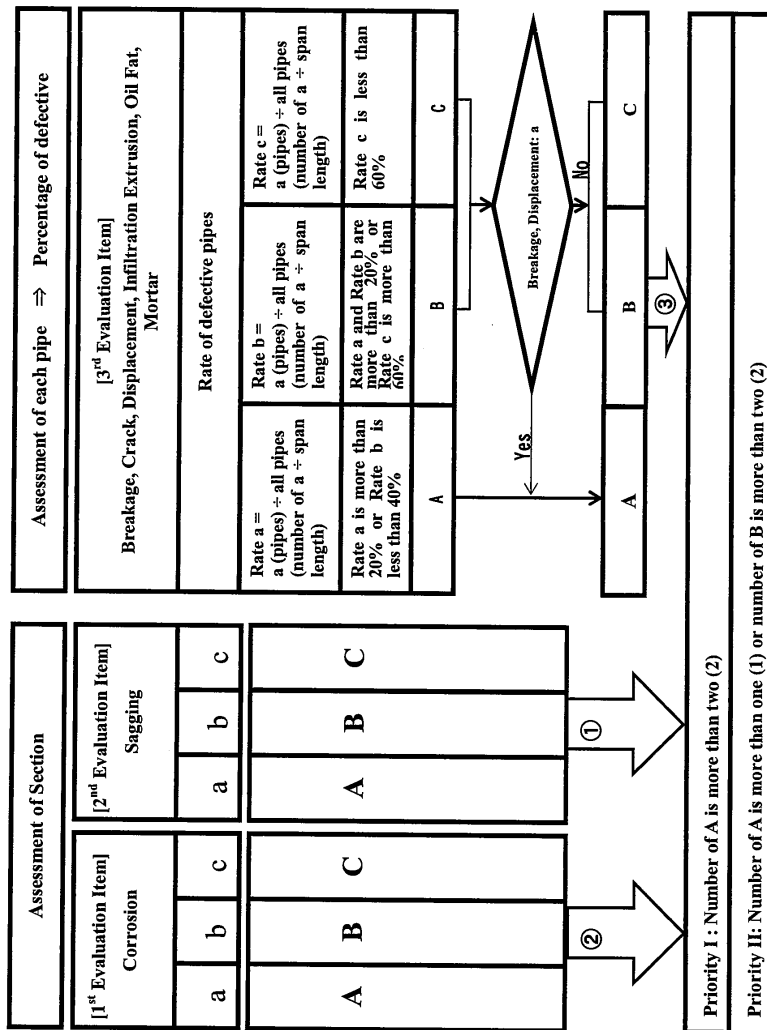 Assessment of Section
[1st Evaluation Item]
Corrosion
a
b
c
A
B
C
②
[2nd Evaluation Item]
Sagging
a
b
c
A
B
C
①
Assessment of each pipe ⇒ Percentage of defective
[3rd Evaluation Item]
Breakage, Crack, Displacement, Infiltration Extrusion, Oil Fat,
Mortar
Rate of defective pipes
Rate a =
a (pipes) ÷ all pipes
(number of a ÷ span
length)
Rate b =
a (pipes) ÷ all pipes
(number of a ÷ span
length)
Rate c =
a (pipes) ÷ all pipes
(number of a ÷ span
length)
Rate a is more than
20% or Rate b is
less than 40%
Rate a and Rate b are
more than 20% or
Rate c is more than
60%
Rate c is less than
60%
A
B
C
Breakage, Displacement: a
Yes
No
A
B
C
③
Priority I : Number of A is more than two (2)
Priority II: Number of A is more than one (1) or number of B is more than two (2)